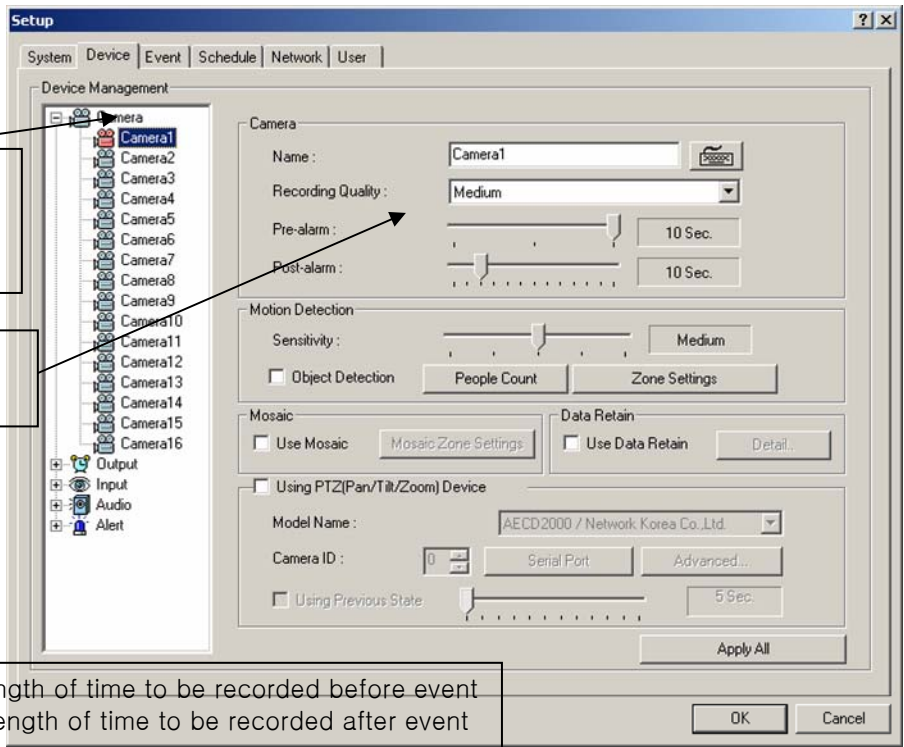 Setup
System Device Event Schedule Network User
Device Management
Camera
Camera1
Camera2
Camera3
Camera4
Camera5
Camera6
Camera7
Camera8
Camera9
Camera10
Camera11
Camera12
Camera13
Camera14
Camera15
Camera16
Output
Input
Audio
Alert
Camera
Name : Camera1
Recording Quality : Medium
Pre-alarm : 10 Sec.
Post-alarm : 10 Sec.
Motion Detection
Sensitivity : Medium
Object Detection People Count Zone Settings
Mosaic
Use Mosaic Mosaic Zone Settings
Data Retain
Use Data Retain Detail..
Using PTZ(Pan/Tilt/Zoom) Device
Model Name : AECD2000 / Network Korea Co.,Ltd.
Camera ID : 0 Serial Port Advanced...
Using Previous State 5 Sec.
Apply All
of time to be recorded before event
of time to be recorded after event
OK Cancel